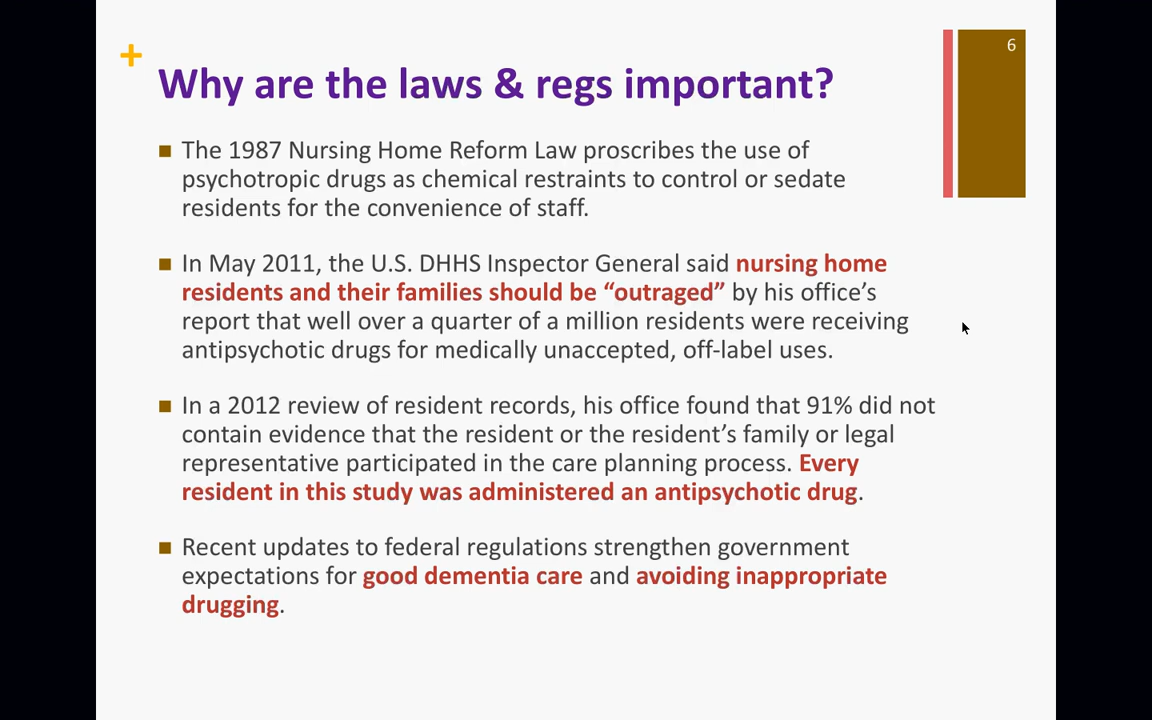 6
+
Why are the laws & regs important?
■ The 1987 Nursing Home Reform Law proscribes the use of
psychotropic drugs as chemical restraints to control or sedate
residents for the convenience of staff.
■ In May 2011, the U.S. DHHS Inspector General said nursing home
residents and their families should be “outraged” by his office’s
report that well over a quarter of a million residents were receiving
antipsychotic drugs for medically unaccepted, off-label uses.
■ In a 2012 review of resident records, his office found that 91% did not
contain evidence that the resident or the resident’s family or legal
representative participated in the care planning process. Every
resident in this study was administered an antipsychotic drug.
■ Recent updates to federal regulations strengthen government
expectations for good dementia care and avoiding inappropriate
drugging.